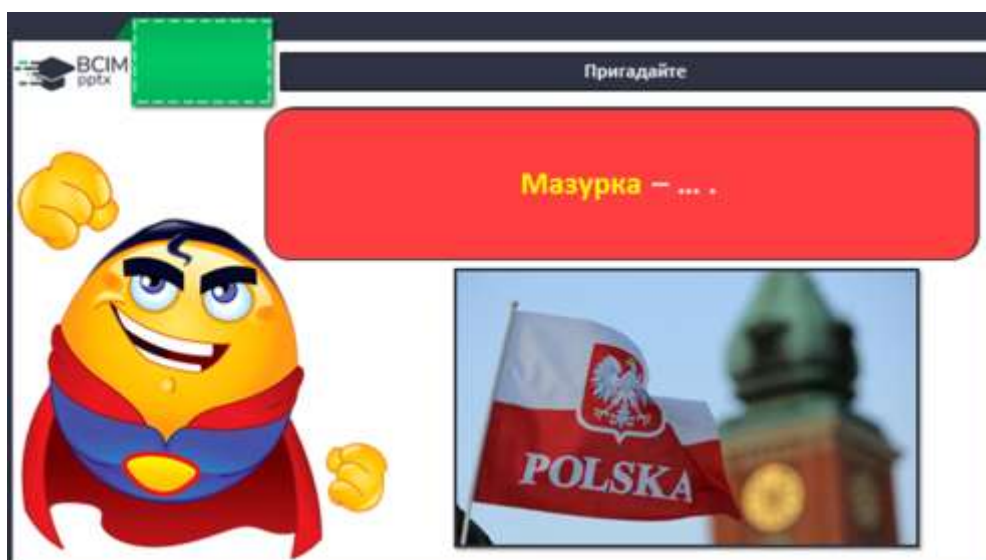 ВСІМ
pptx
Пригадайте
Мазурка – ... .
POLSKA